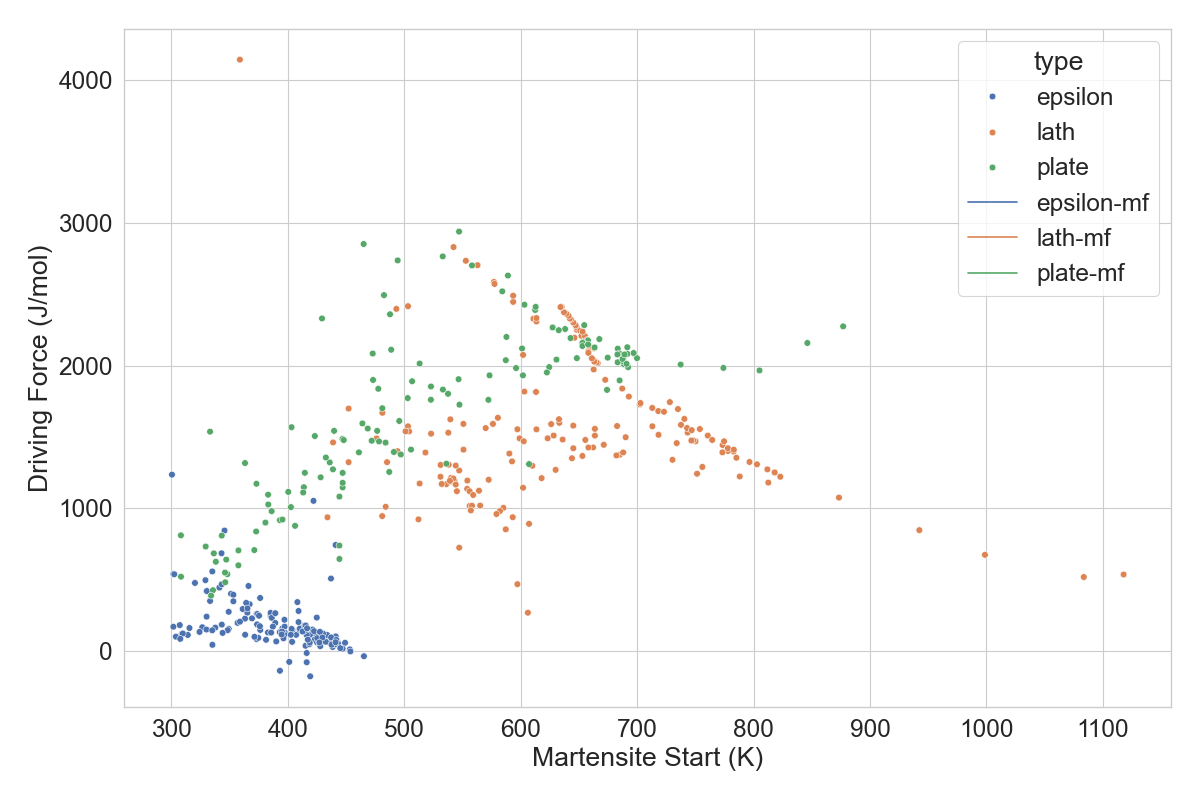 4000
3000
2000
1000
0
Driving Force (J/mol)
300 400 500 600 700 800 900 1000 1100
Martensite Start (K)
type
epsilon
lath
plate
epsilon-mf
lath-mf
plate-mf